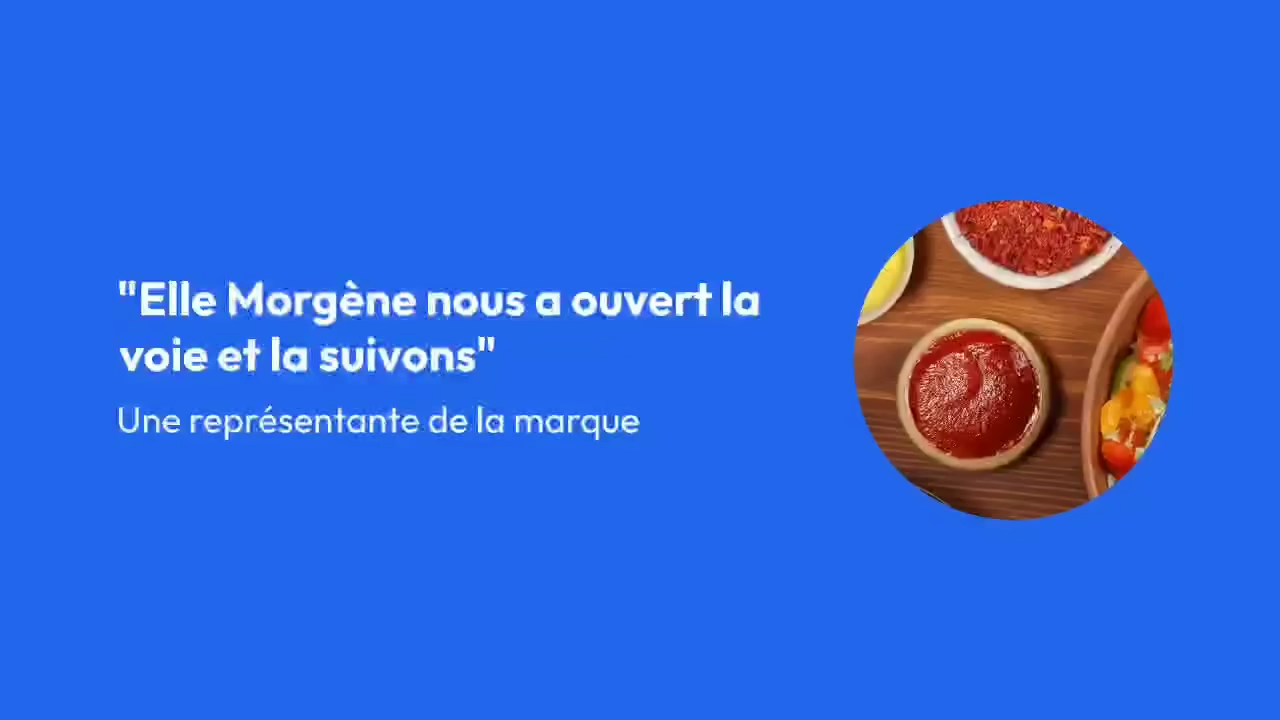 "Elle Morgène nous a ouvert la
voie et la suivons"
Une représentante de la marque